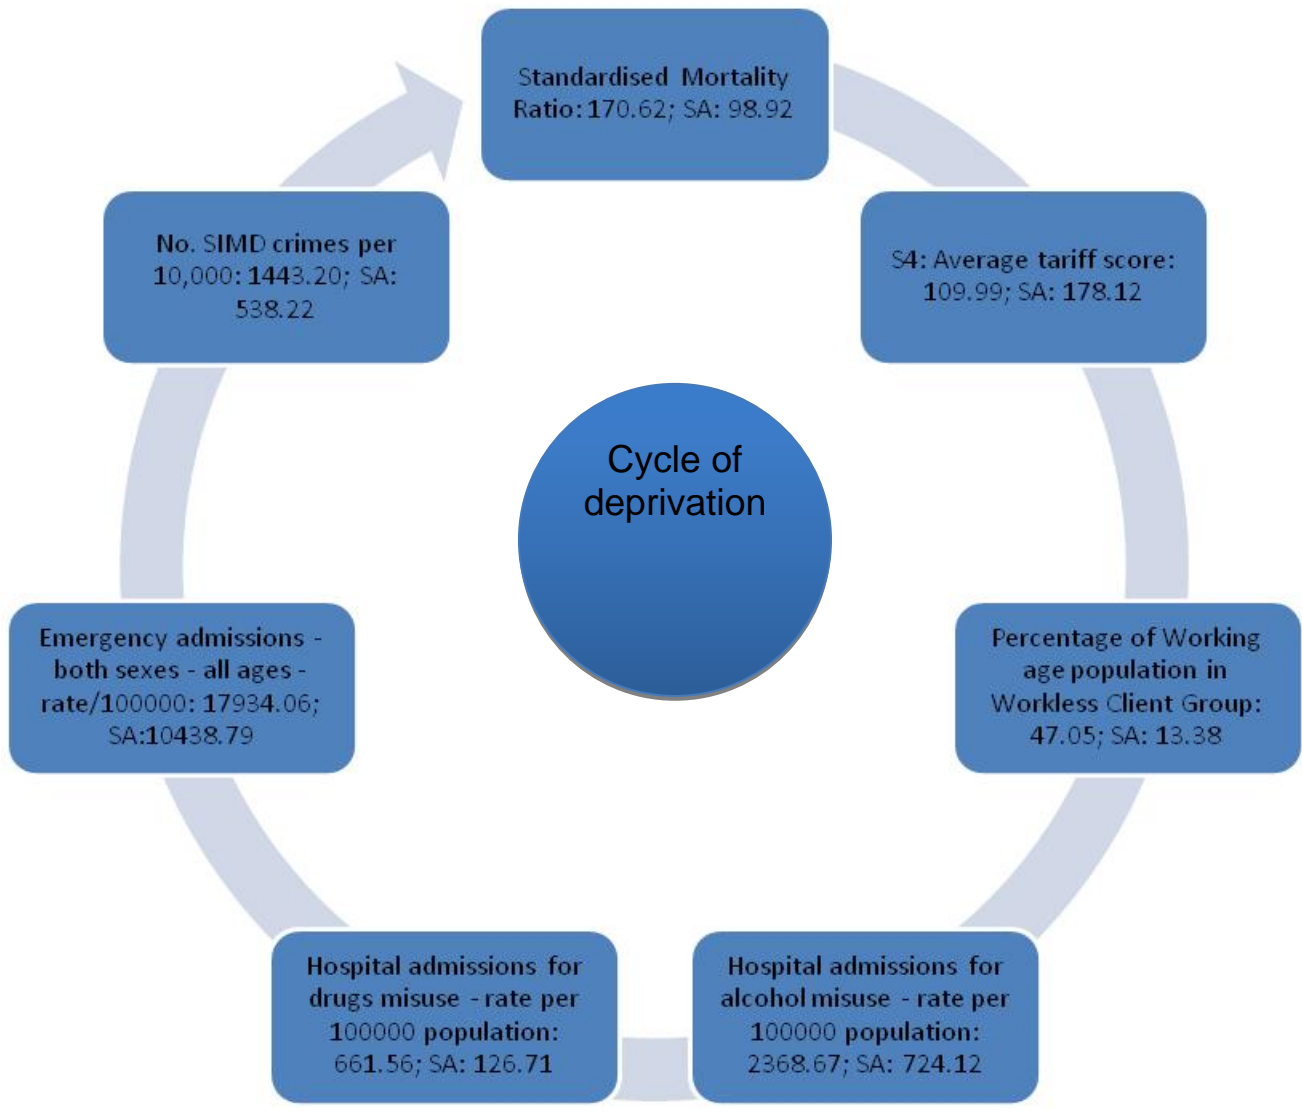 Standardised Mortality
Ratio: 170.62; SA: 98.92
S4: Average tariff score:
109.99; SA: 178.12
Percentage of Working
age population in
Workless Client Group:
47.05; SA: 13.38
Hospital admissions for
alcohol misuse - rate per
100000 population:
2368.67; SA: 724.12
Hospital admissions for
drugs misuse - rate per
100000 population:
661.56; SA: 126.71
Emergency admissions -
both sexes - all ages -
rate/100000: 17934.06;
SA:10438.79
No. SIMD crimes per
10,000: 1443.20; SA:
538.22
Cycle of
deprivation